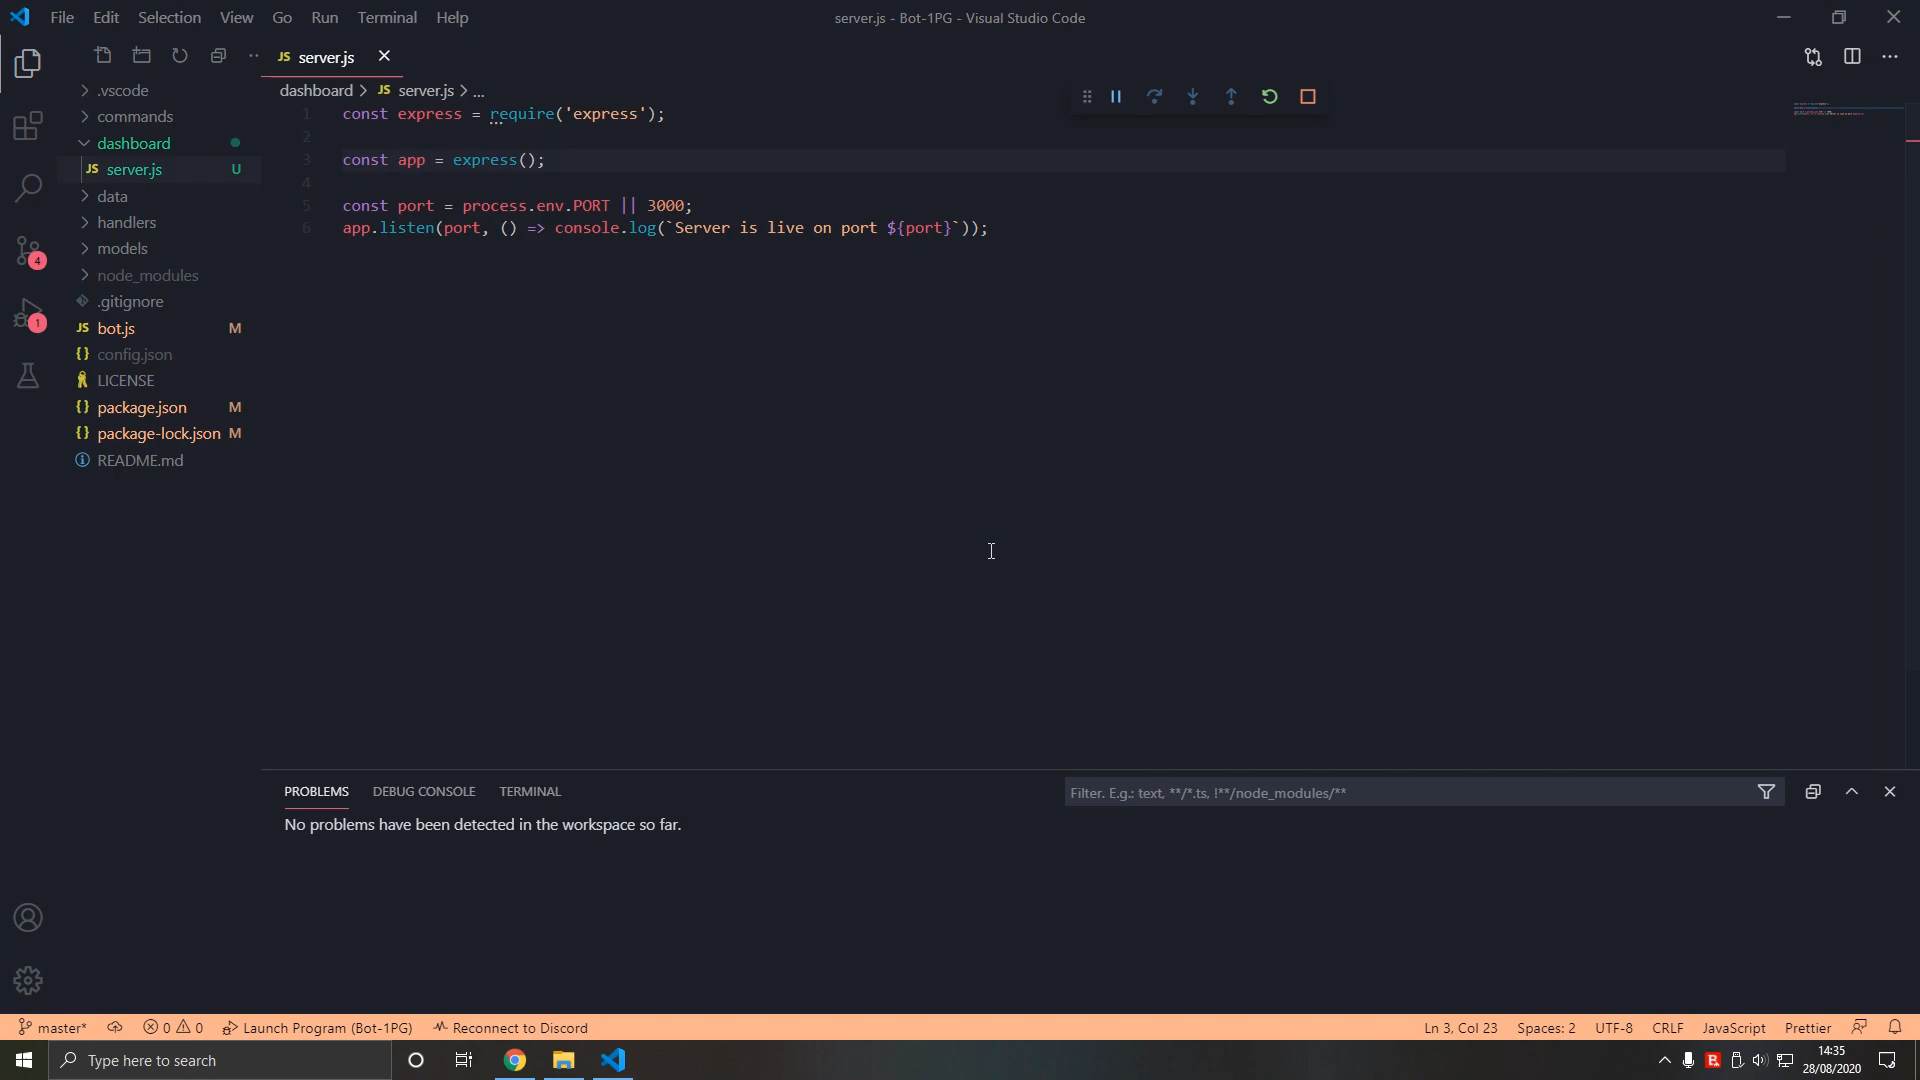 File Edit Selection View Go Run Terminal Help
server.js - Bot-1PG - Visual Studio Code
JS server.js
dashboard > JS server.js > ...
.vscode
commands
dashboard
JS server.js U
data
handlers
models
node_modules
.gitignore
JS bot.js M
{} config.json
LICENSE
{} package.json M
{} package-lock.json M
README.md
4
1
1 const express = require('express');
2
3 const app = express();
4
5 const port = process.env.PORT || 3000;
6 app.listen(port, () => console.log(`Server is live on port ${port}`));
PROBLEMS DEBUG CONSOLE TERMINAL
Filter. E.g.: text, **/*.ts, !**/node_modules/**
No problems have been detected in the workspace so far.
master* 0 0 Launch Program (Bot-1PG) Reconnect to Discord
Ln 3, Col 23 Spaces: 2 UTF-8 CRLF JavaScript Prettier
Type here to search
14:35
28/08/2020